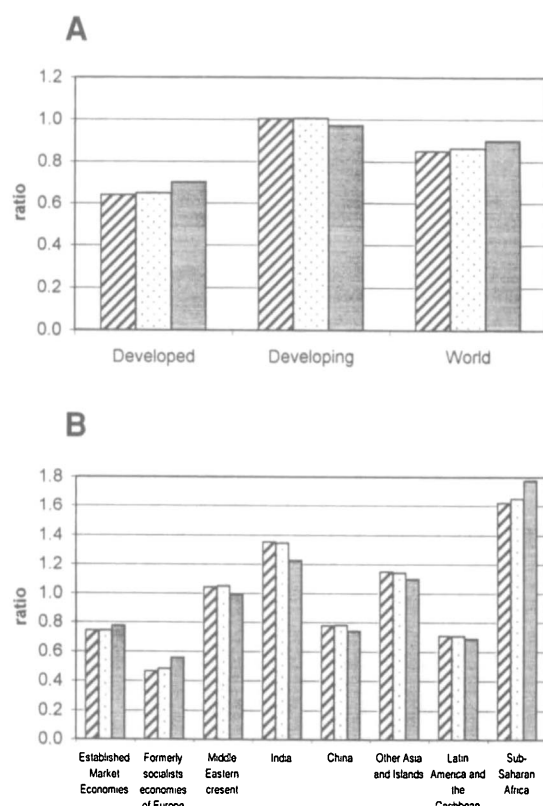 A
1.2
1.0
0.8
0.6
0.4
0.2
0.0
ratio
Developed Developing World
B
1.8
1.6
1.4
1.2
1.0
0.8
0.6
0.4
0.2
0.0
ratio
Established Market Economies
Formerly socialists economies of Europe
Middle Eastern cresent
India
China
Other Asia and Islands
Latin America and the Caribbean
Sub-Saharan Africa